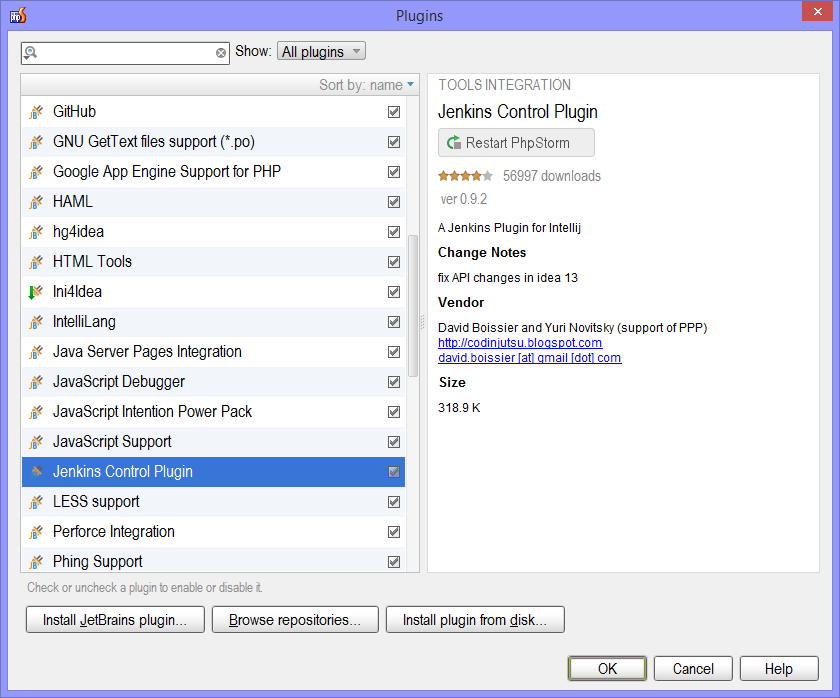 Plugins
Show: All plugins
Sort by: name
GitHub
GNU GetText files support (*.po)
Google App Engine Support for PHP
HAML
hg4idea
HTML Tools
Ini4Idea
IntelliLang
Java Server Pages Integration
JavaScript Debugger
JavaScript Intention Power Pack
JavaScript Support
Jenkins Control Plugin
LESS support
Perforce Integration
Phing Support
TOOLS INTEGRATION
Jenkins Control Plugin
Restart PhpStorm
56997 downloads
ver 0.9.2
A Jenkins Plugin for Intellij
Change Notes
fix API changes in idea 13
Vendor
David Boissier and Yuri Novitsky (support of PPP)
http://codinjutsu.blogspot.com
david.boissier [at] gmail [dot] com
Size
318.9 K
Check or uncheck a plugin to enable or disable it.
Install JetBrains plugin... Browse repositories... Install plugin from disk...
OK Cancel Help